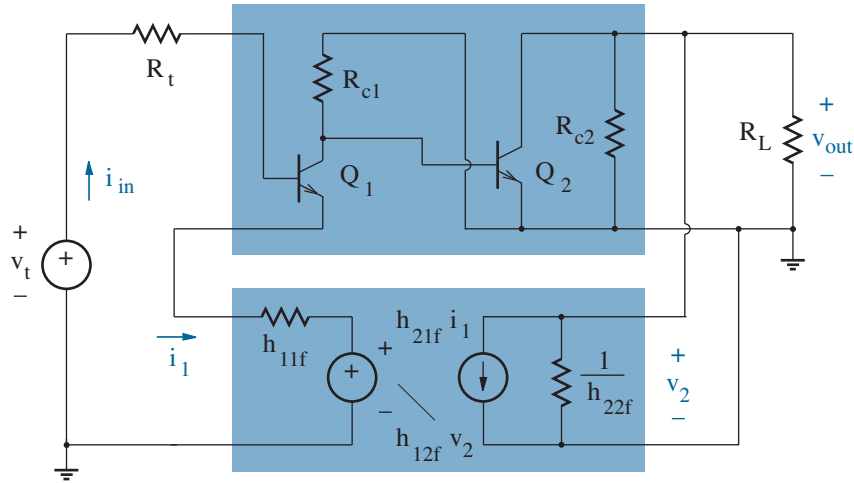 R_t
R_c1
R_c2
R_L
+
v_out
−
Q_1
Q_2
i_in
+
v_t
−
+
i_1
h_11f
+
+
−
h_12f v_2
h_21f i_1
1
h_22f
+
v_2
−